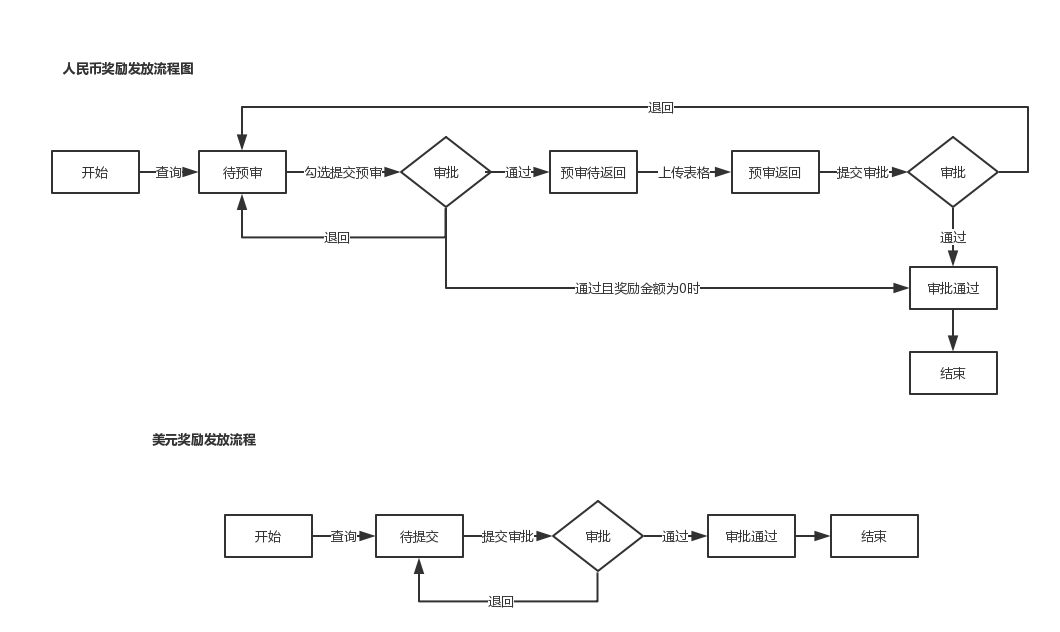 人民币奖励发放流程图
退回
开始
查询
待预审
勾选提交预审
审批
通过
预审待返回
上传表格
预审返回
提交审批
审批
退回
通过
通过且奖励金额为0时
审批通过
结束
美元奖励发放流程
开始
查询
待提交
提交审批
审批
通过
审批通过
结束
退回